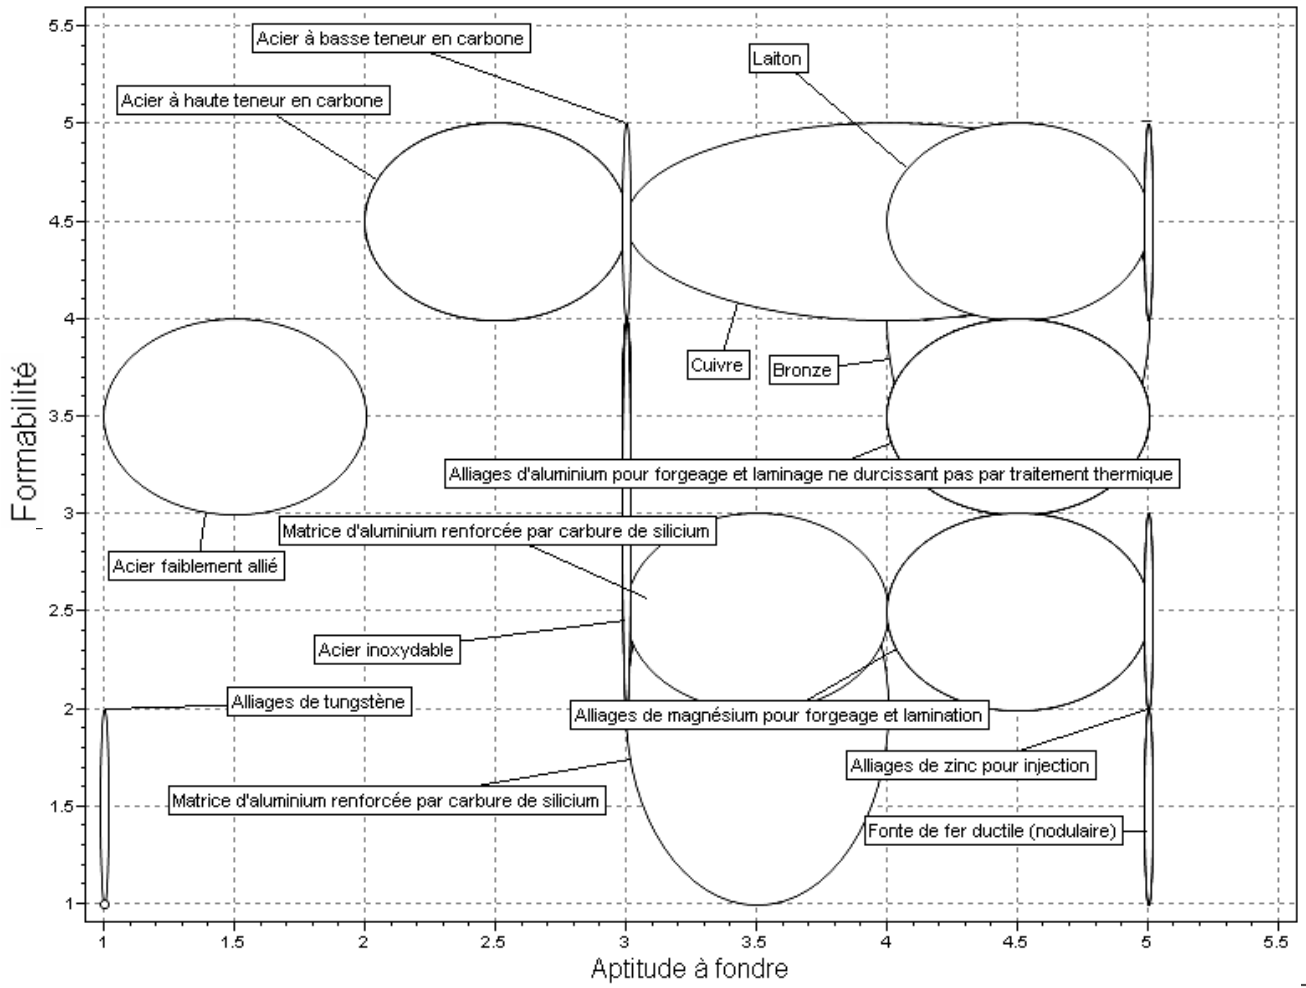 5.5
Acier à basse teneur en carbone
Laiton
Acier à haute teneur en carbone
5
4.5
4
Cuivre
Bronze
Formabilité
3.5
Alliages d'aluminium pour forgeage et laminage ne durcissant pas par traitement thermique
3
Matrice d'aluminium renforcée par carbure de silicium
Acier faiblement allié
2.5
Acier inoxydable
Alliages de tungstène
2
Alliages de magnésium pour forgeage et lamination
Alliages de zinc pour injection
Matrice d'aluminium renforcée par carbure de silicium
1.5
Fonte de fer ductile (nodulaire)
1
1 1.5 2 2.5 3 3.5 4 4.5 5 5.5
Aptitude à fondre